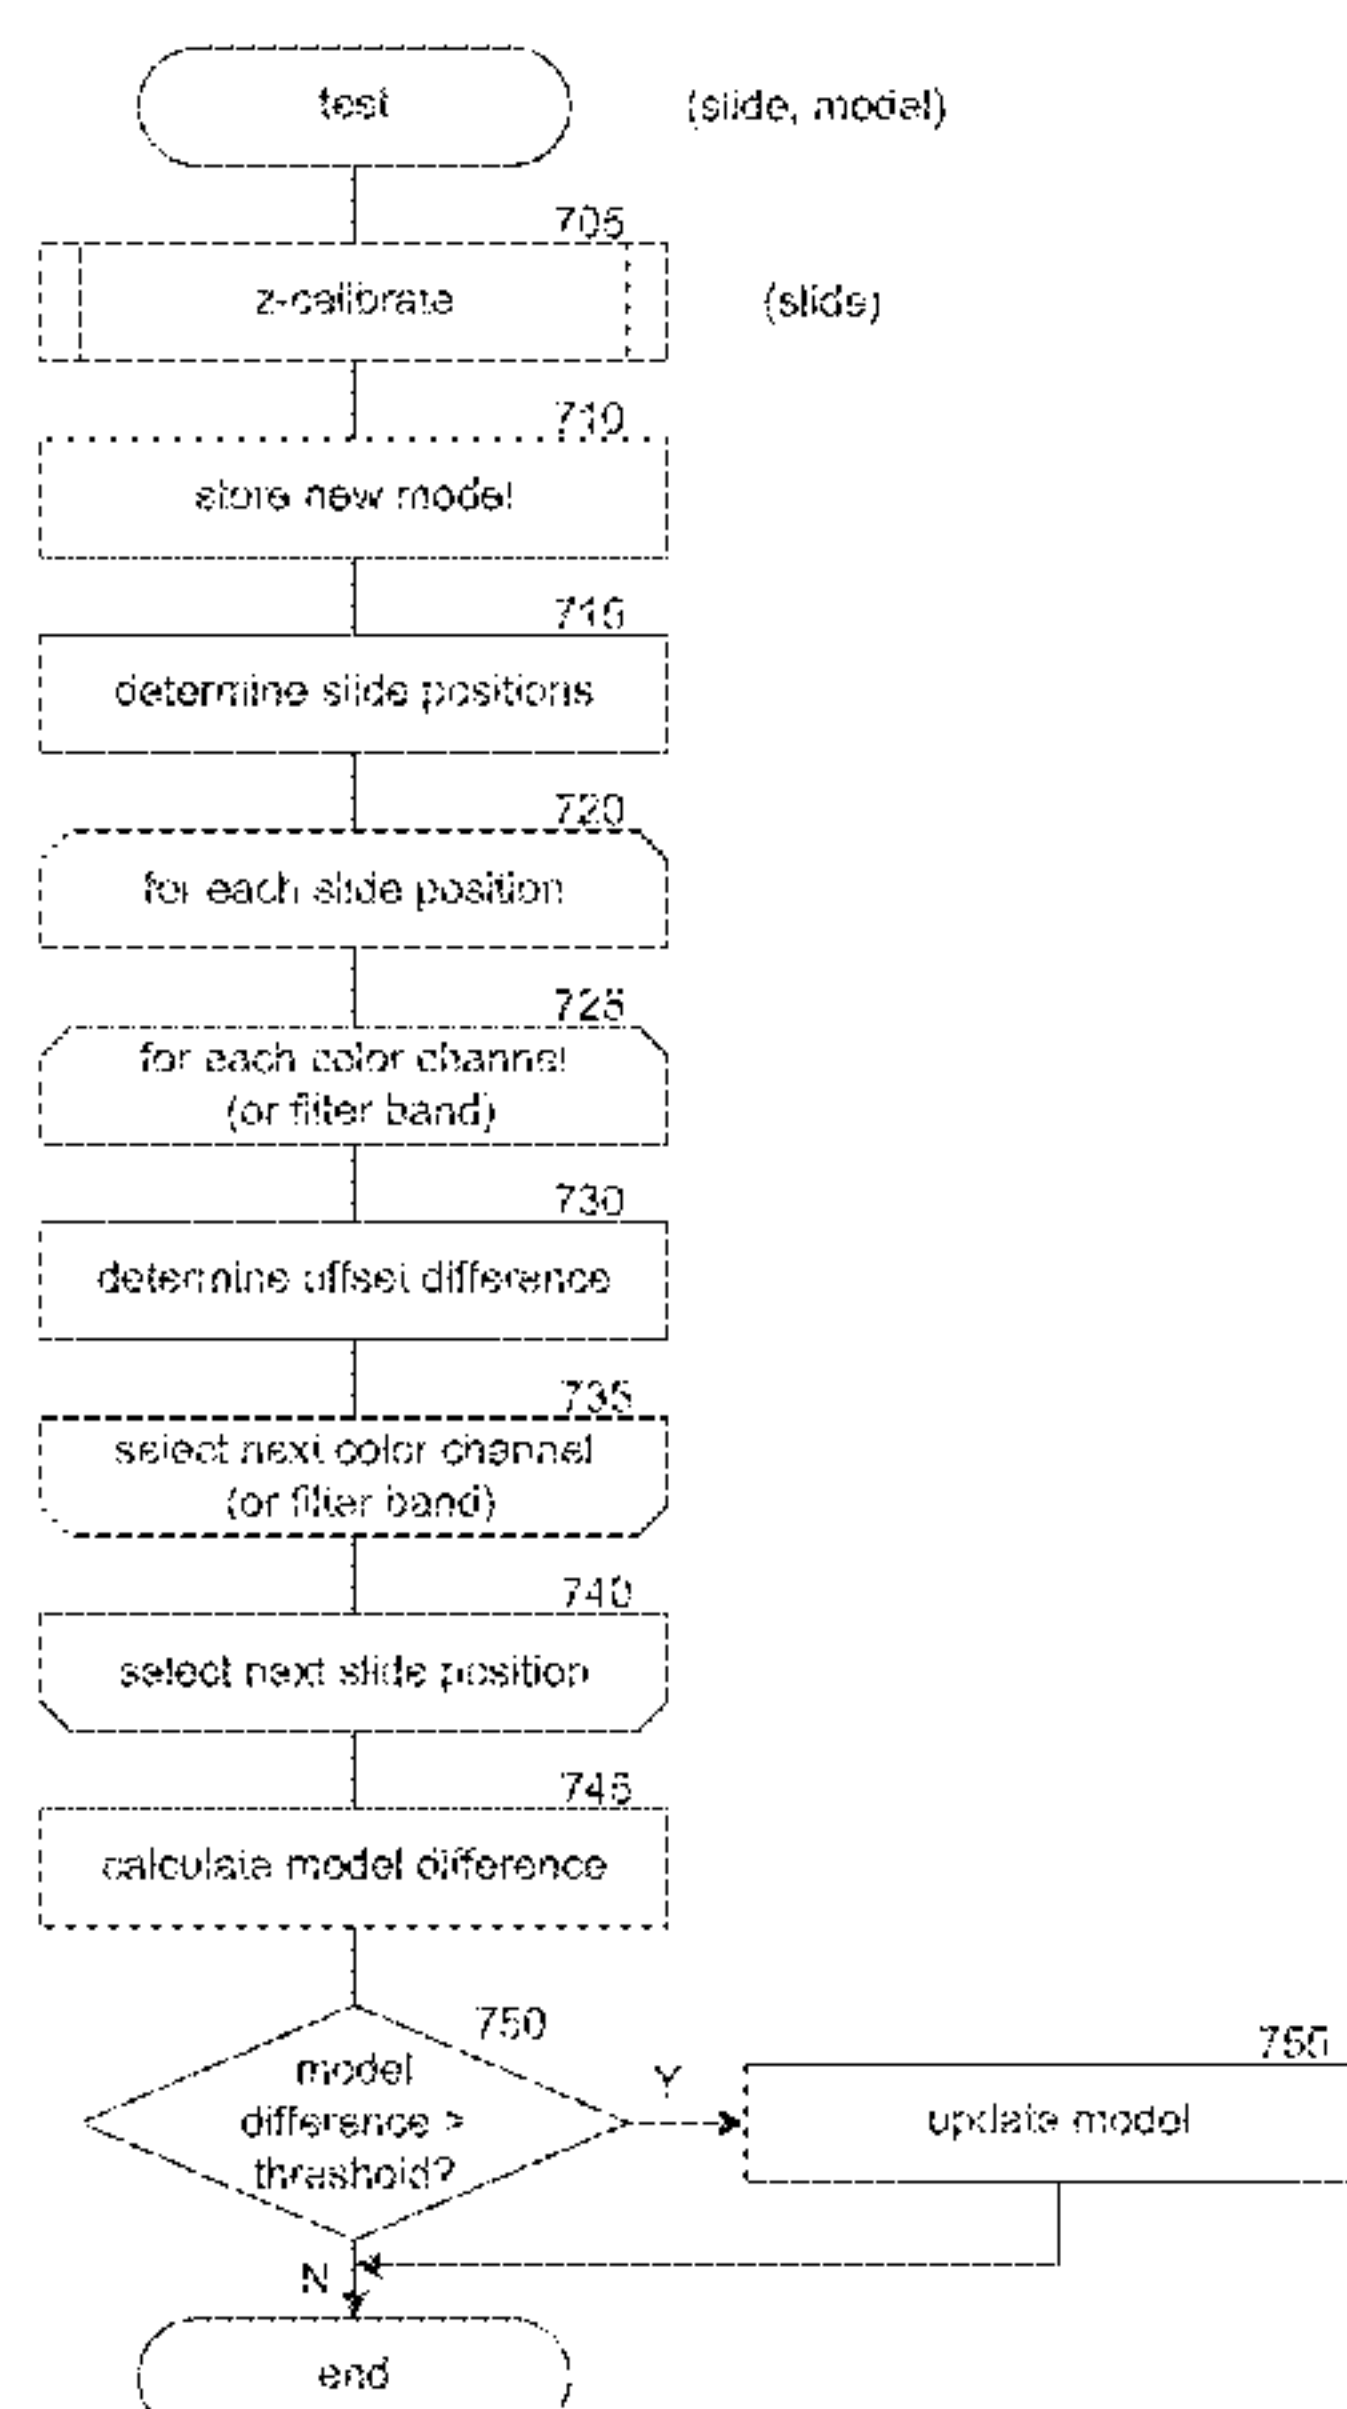 test
(slide, model)
705
z-calibrate
(slide)
710
store new model
715
determine slide positions
720
for each slide position
725
for each color channel
(or filter band)
730
determine offset difference
735
select next color channel
(or filter band)
740
select next slide position
745
calculate model difference
750
model
difference >
threshold?
Y
755
update model
N
end